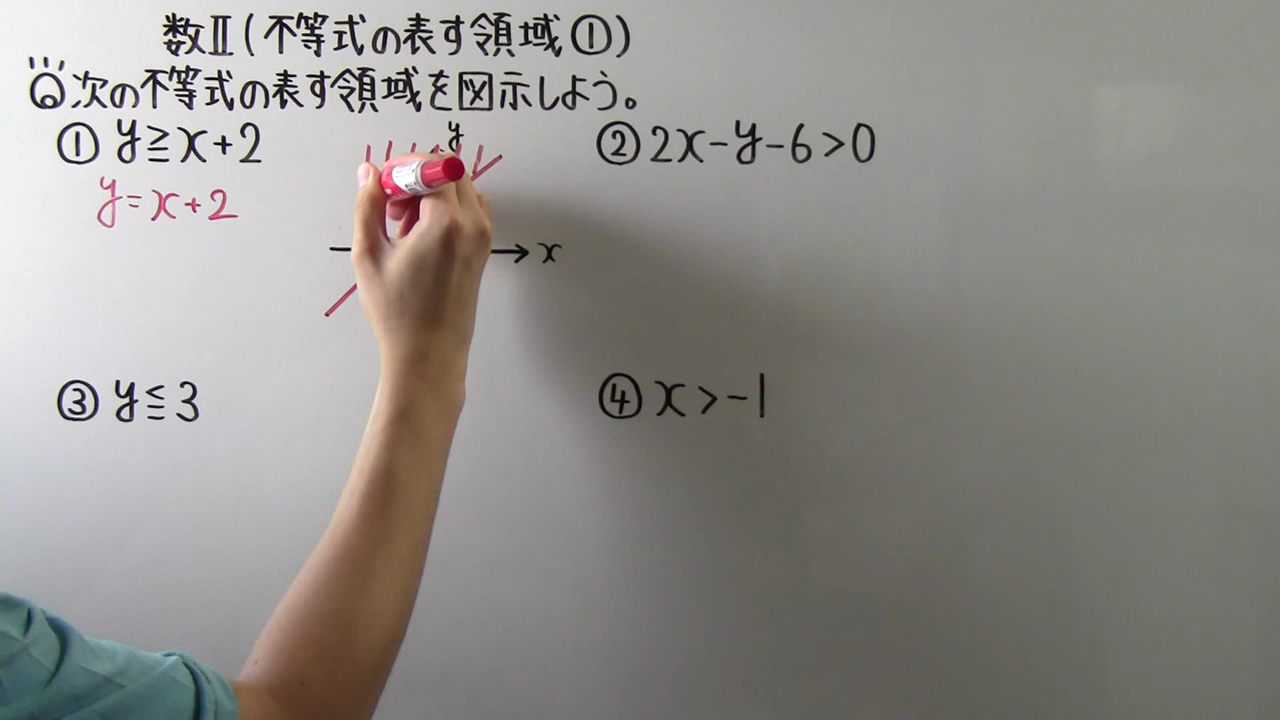 数Ⅱ(不等式の表す領域①)
Q次の不等式の表す領域を図示しよう。
① y≧x+2
y=x+2
y
x
② 2x-y-6>0
③ y≦3
④ x>-1